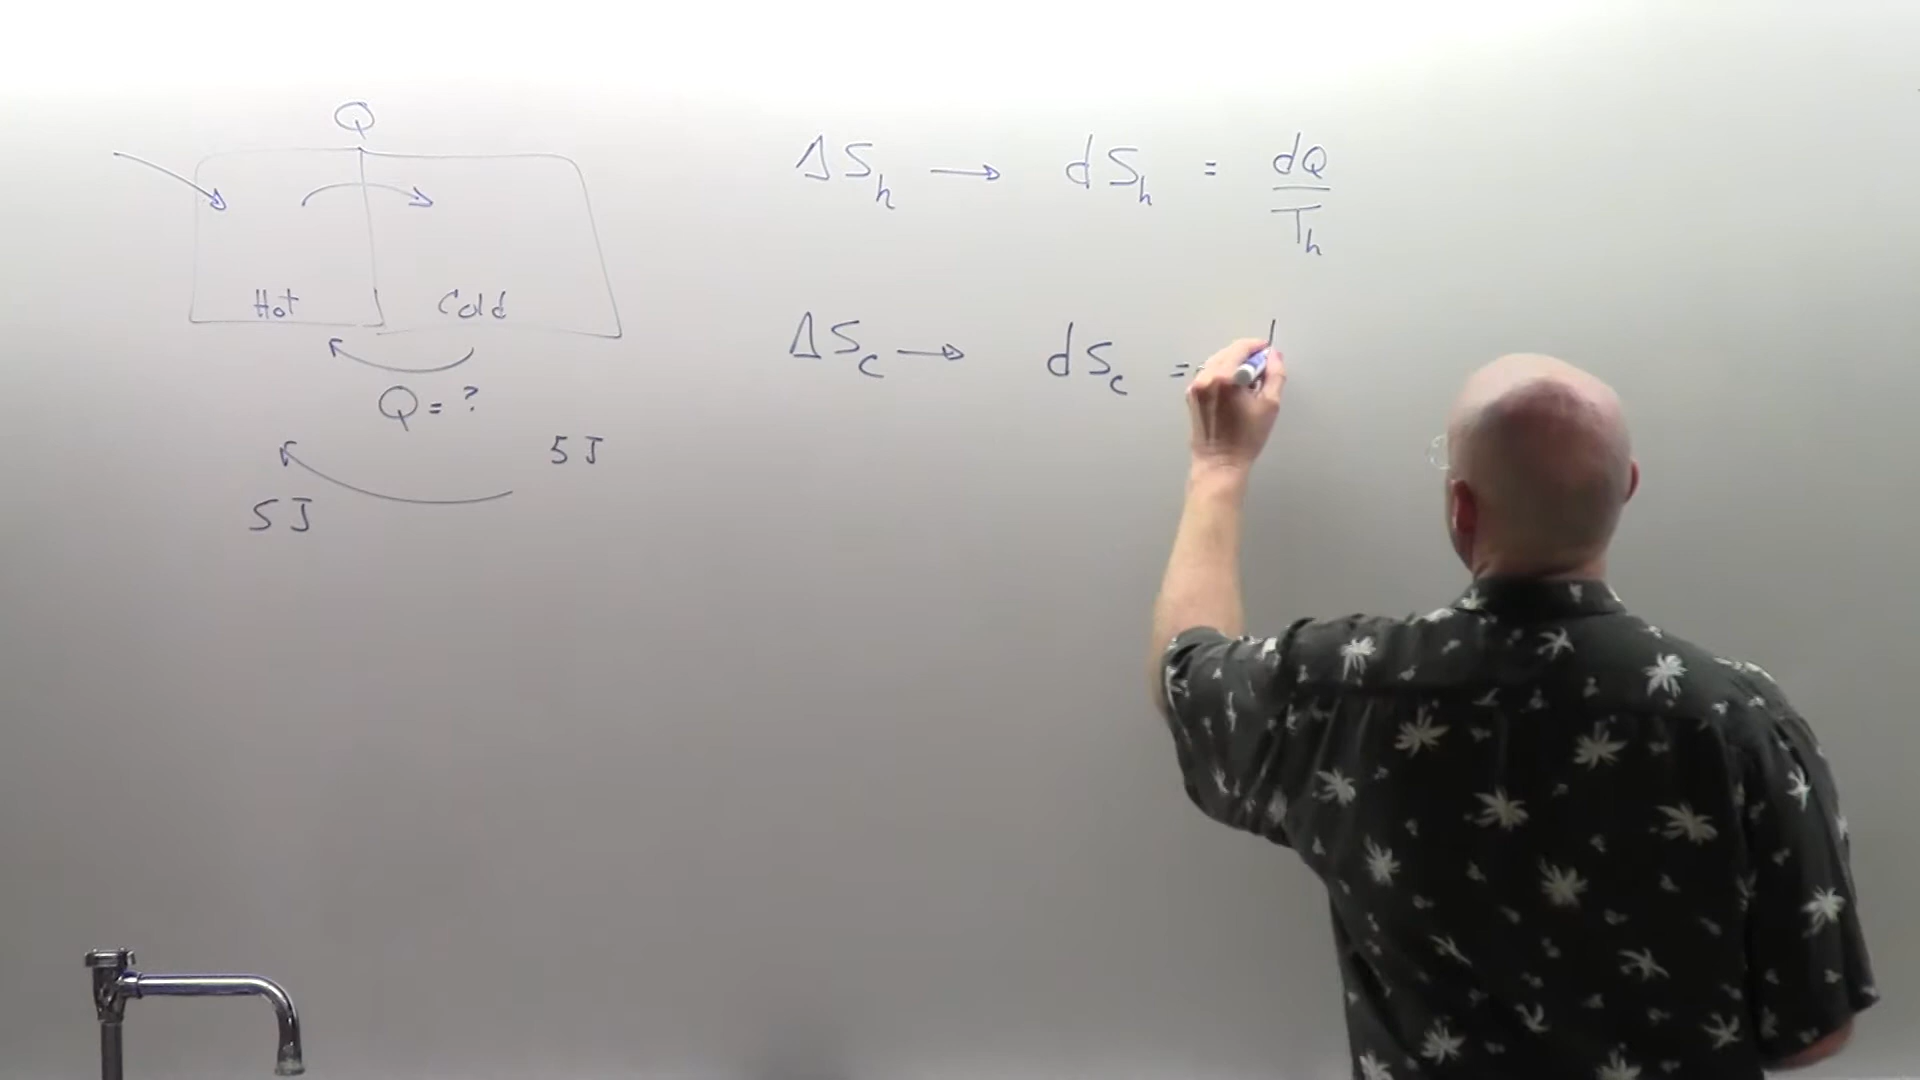 Q
Hot Cold
Q = ?
5 J
5 J
ΔS_h → dS_h = dQ/T_h
ΔS_c → dS_c =